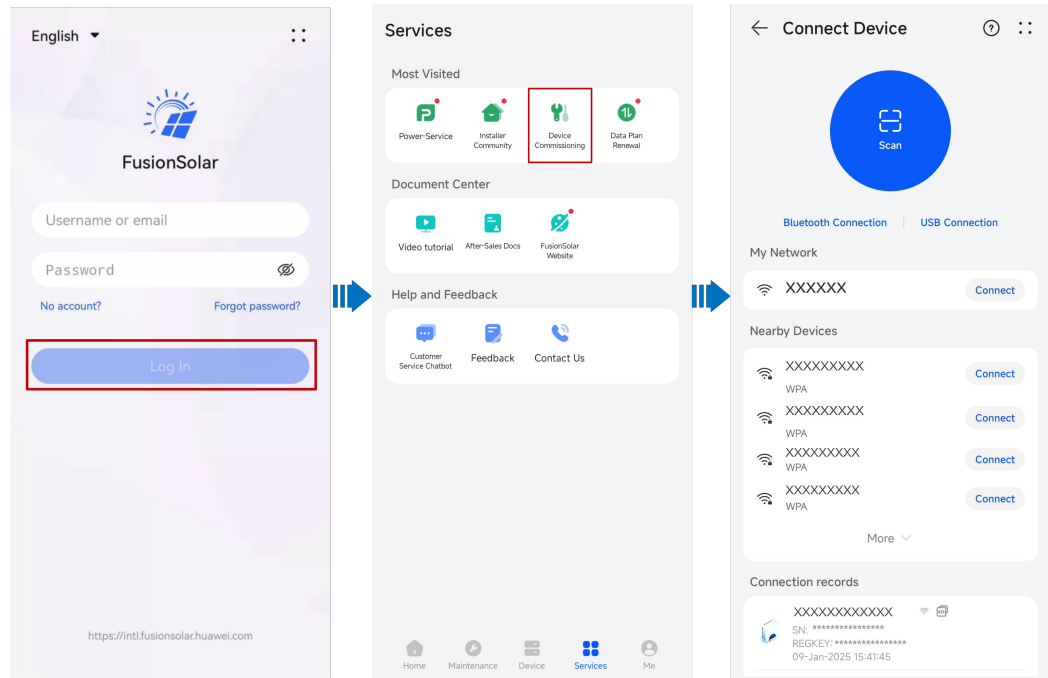 English
FusionSolar
Username or email
Password
No account?
Forgot password?
Log In
https://intl.fusionsolar.huawei.com
Services
Most Visited
Power-Service
Installer
Community
Device
Commissioning
Data Plan
Renewal
Document Center
Video tutorial
After-Sales Docs
FusionSolar
Website
Help and Feedback
Customer
Service Chatbot
Feedback
Contact Us
Home
Maintenance
Device
Services
Me
Connect Device
Scan
Bluetooth Connection
USB Connection
My Network
XXXXXX
Connect
Nearby Devices
XXXXXXXXX
WPA
Connect
XXXXXXXXX
WPA
Connect
XXXXXXXXX
WPA
Connect
XXXXXXXXX
WPA
Connect
More
Connection records
XXXXXXXXXXXX
SN: ****************
REGKEY: ****************
09-Jan-2025 15:41:45